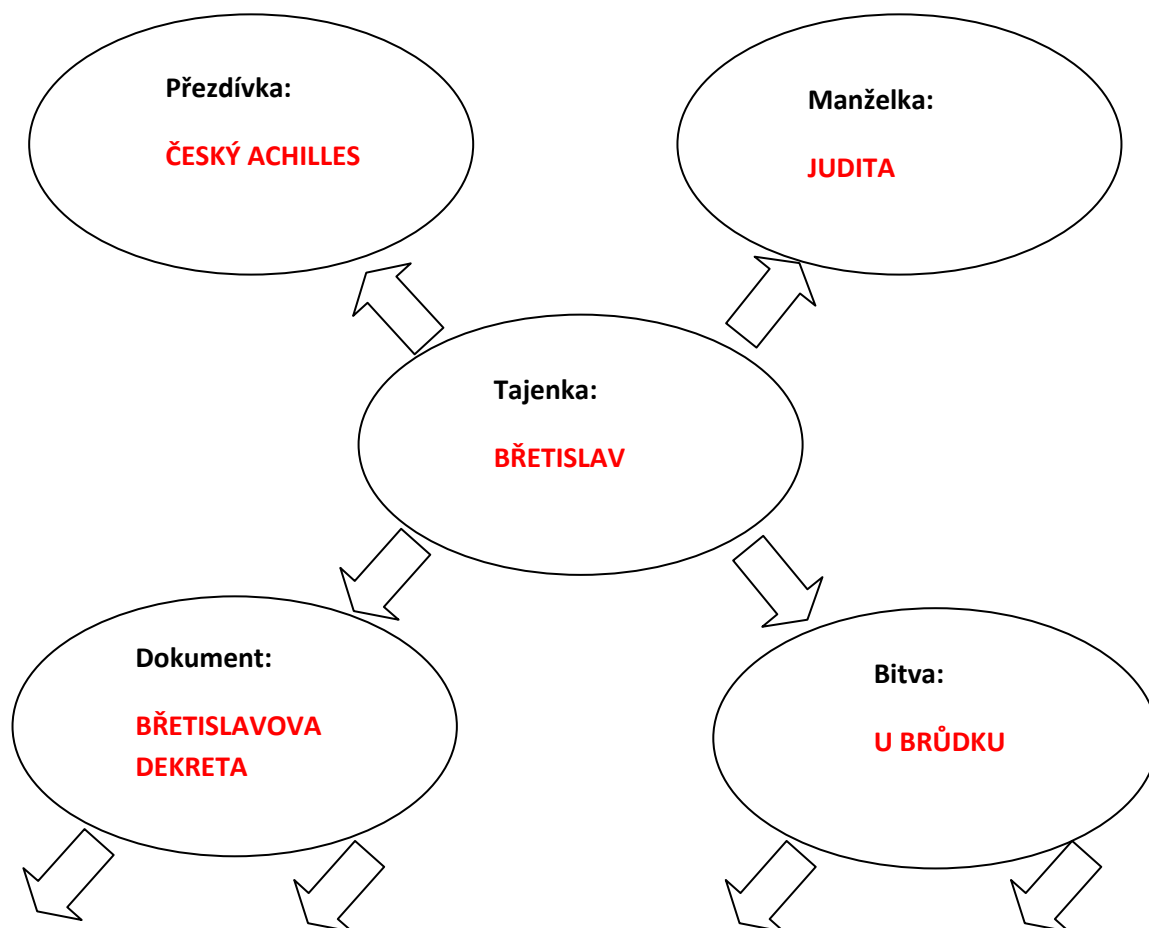 Přezdívka:
ČESKÝ ACHILLES
Manželka:
JUDITA
Tajenka:
BŘETISLAV
Dokument:
BŘETISLAVOVA
DEKRETA
Bitva:
U BRŮDKU